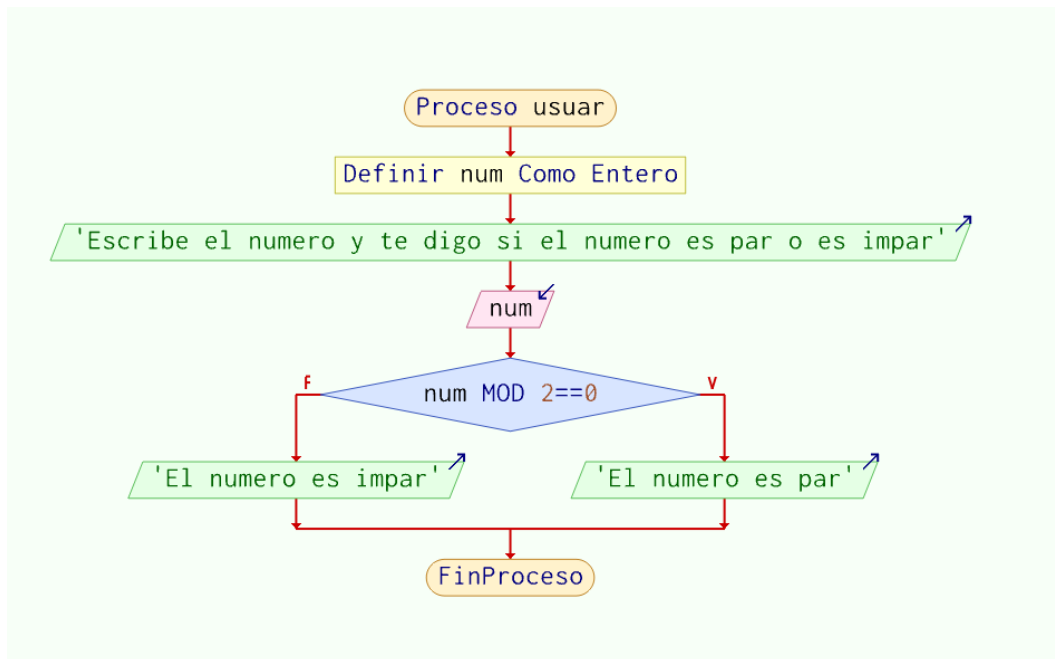 Proceso usuar
Definir num Como Entero
'Escribe el numero y te digo si el numero es par o es impar'
num
F
num MOD 2==0
V
'El numero es impar'
'El numero es par'
FinProceso